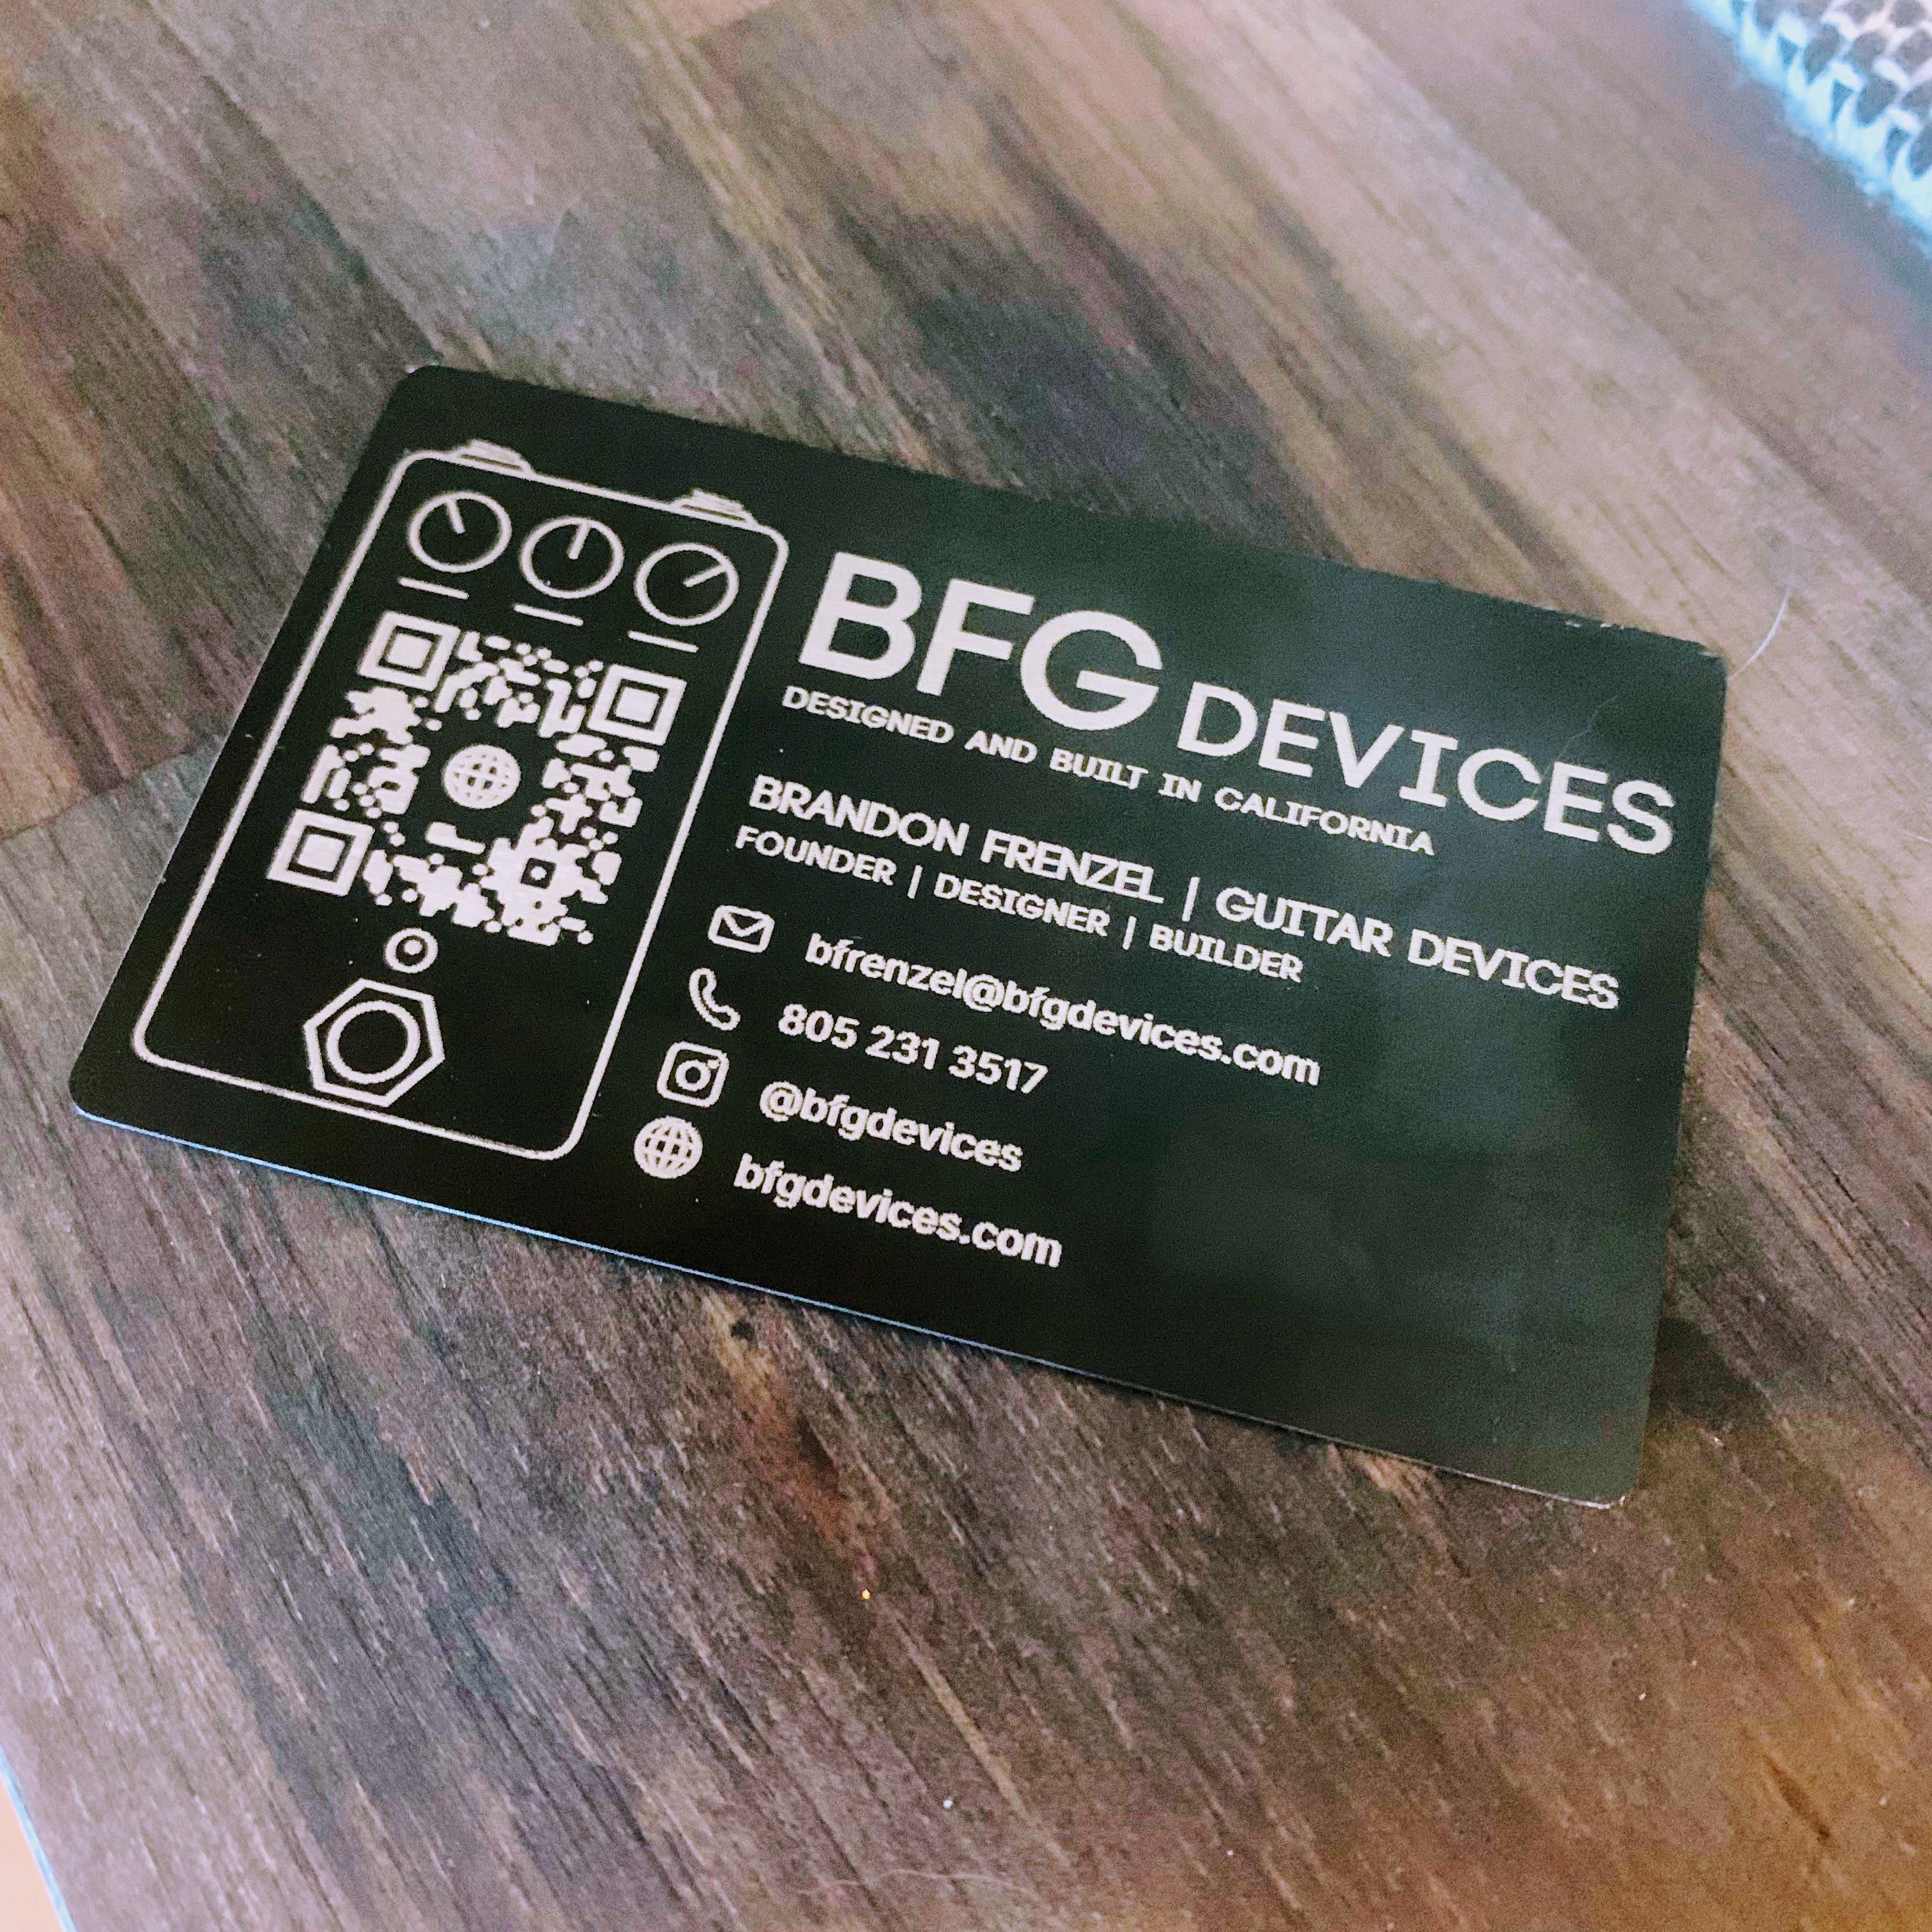 BFG DEVICES
DESIGNED AND BUILT IN CALIFORNIA
BRANDON FRENZEL | GUITAR DEVICES
FOUNDER | DESIGNER | BUILDER
bfrenzel@bfgdevices.com
805 231 3517
@bfgdevices
bfgdevices.com